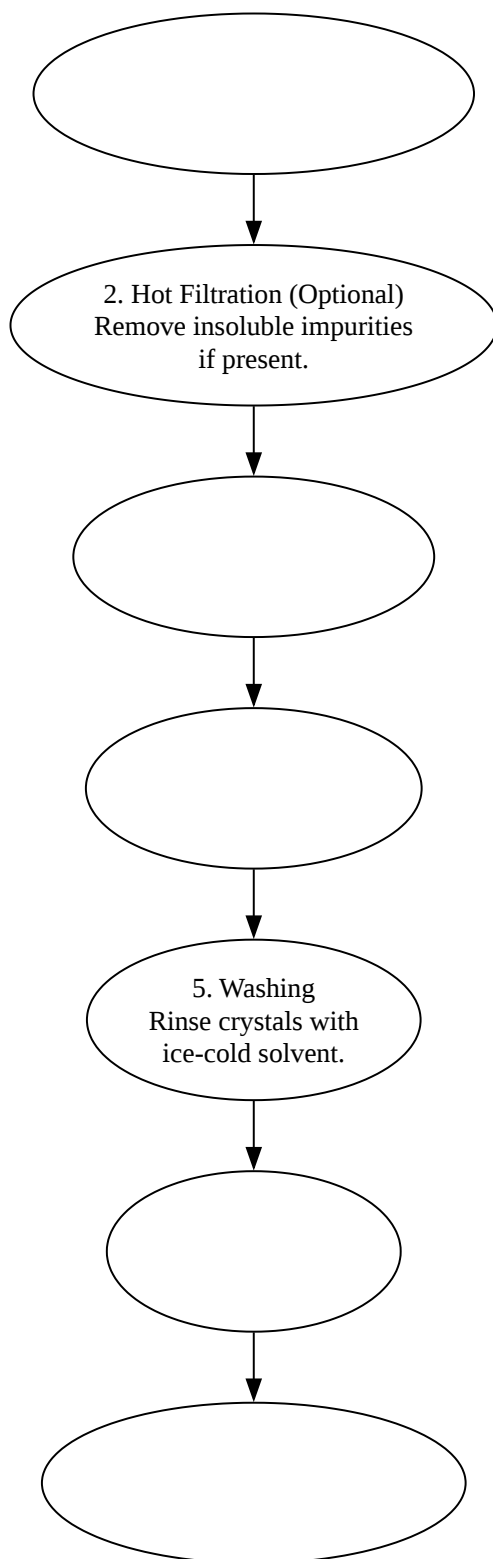 2. Hot Filtration (Optional)
Remove insoluble impurities
if present.
5. Washing
Rinse crystals with
ice-cold solvent.